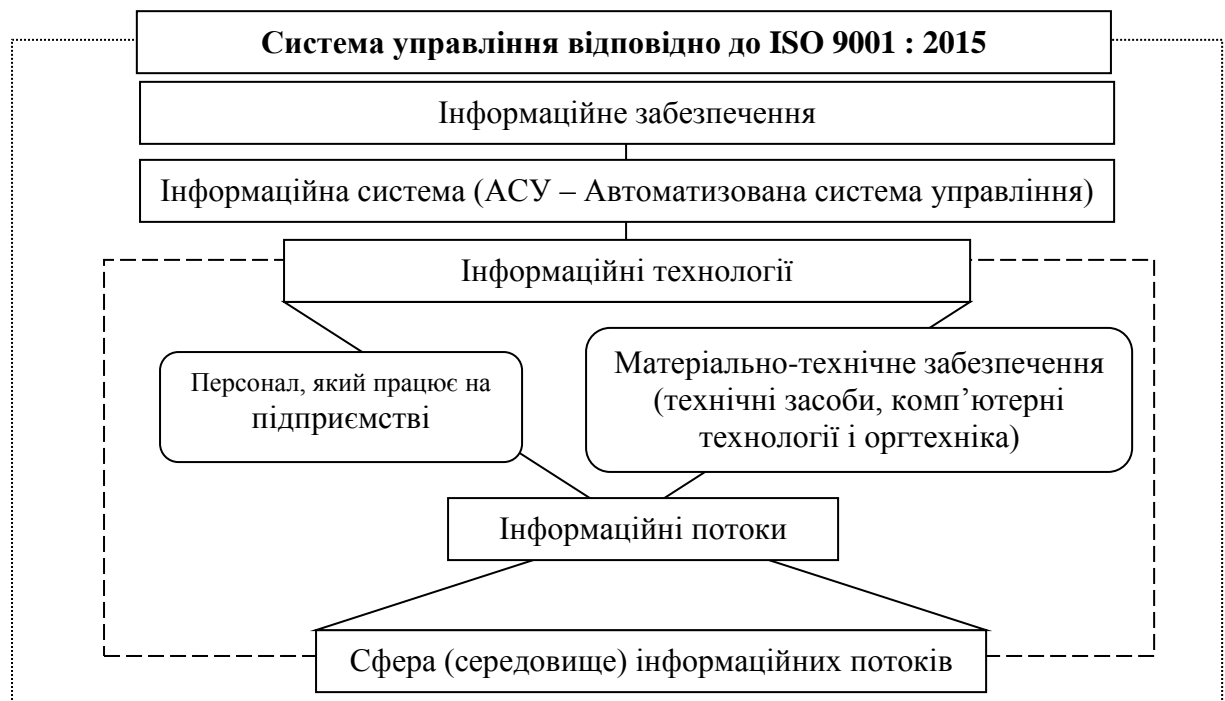 Система управління відповідно до ISO 9001 : 2015
Інформаційне забезпечення
Інформаційна система (АСУ – Автоматизована система управління)
Інформаційні технології
Персонал, який працює на
підприємстві
Матеріально-технічне забезпечення
(технічні засоби, комп’ютерні
технології і оргтехніка)
Інформаційні потоки
Сфера (середовище) інформаційних потоків